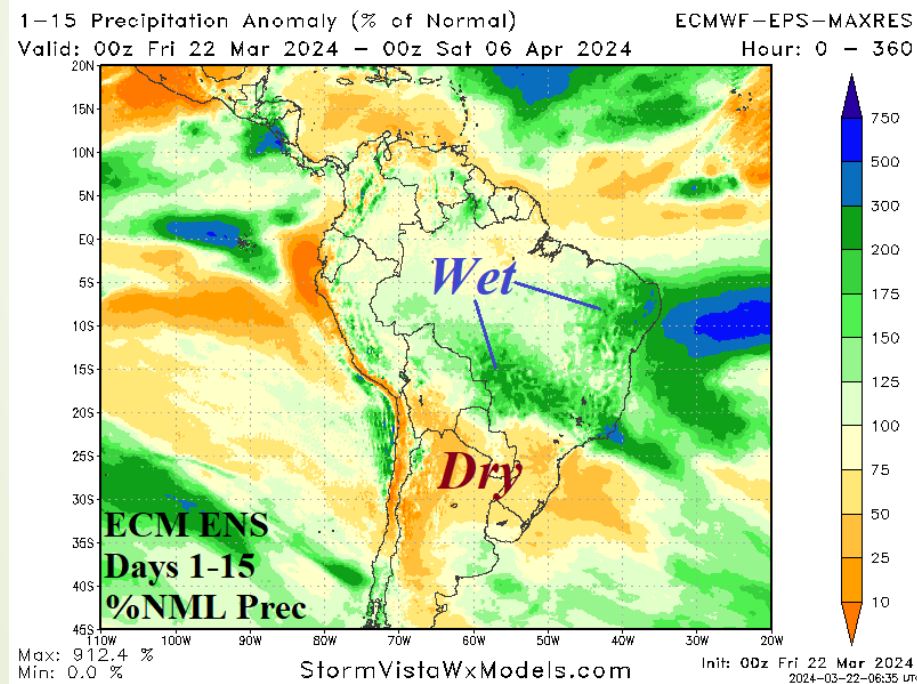 1-15 Precipitation Anomaly (% of Normal) ECMWF-EPS-MAXRES
Valid: 00z Fri 22 Mar 2024 - 00z Sat 06 Apr 2024 Hour: 0 - 360
20N
15N
10N
5N
EQ
5S
10S
15S
20S
25S
30S
35S
40S
45S
110W 100W 90W 80W 70W 60W 50W 40W 30W 20W
Wet
Dry
ECM ENS
Days 1-15
%NML Prec
750
500
300
200
175
150
125
100
75
50
25
10
Max: 912.4 %
Min: 0.0 %
StormVistaWxModels.com
Init: 00z Fri 22 Mar 2024
2024-03-22-06:35 UTC